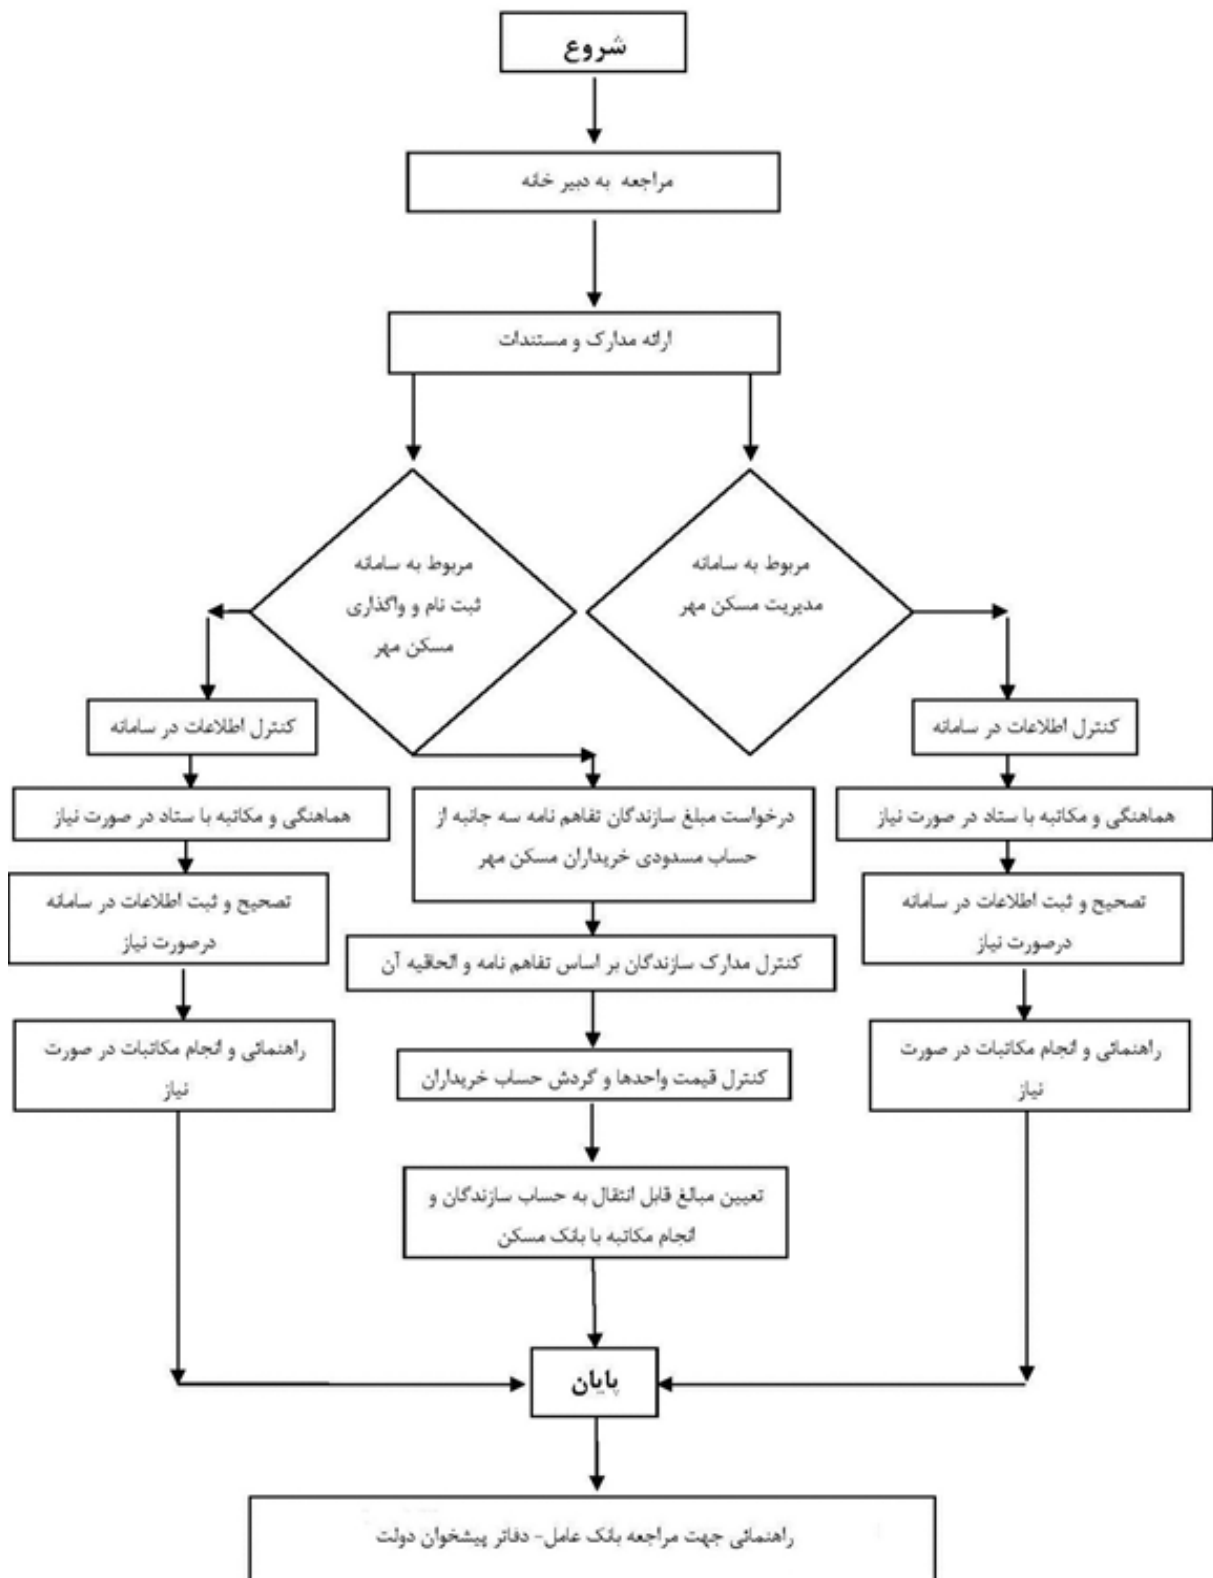 شروع
مراجعه به دبیر خانه
ارائه مدارک و مستندات
مربوط به سامانه
مدیریت مسکن مهر
مربوط به سامانه
ثبت نام و واگذاری
مسکن مهر
کنترل اطلاعات در سامانه
کنترل اطلاعات در سامانه
هماهنگی و مکاتبه با ستاد در صورت نیاز
درخواست مبلغ سازندگان تفاهم نامه سه جانبه از
حساب مسدودی خریداران مسکن مهر
هماهنگی و مکاتبه با ستاد در صورت نیاز
تصحیح و ثبت اطلاعات در سامانه
درصورت نیاز
کنترل مدارک سازندگان بر اساس تفاهم نامه و الحاقیه آن
تصحیح و ثبت اطلاعات در سامانه
درصورت نیاز
راهنمائی و انجام مکاتبات در صورت
نیاز
کنترل قیمت واحدها و گردش حساب خریداران
راهنمائی و انجام مکاتبات در صورت
نیاز
تعیین مبالغ قابل انتقال به حساب سازندگان و
انجام مکاتبه با بانک مسکن
پایان
راهنمائی جهت مراجعه بانک عامل- دفاتر پیشخوان دولت